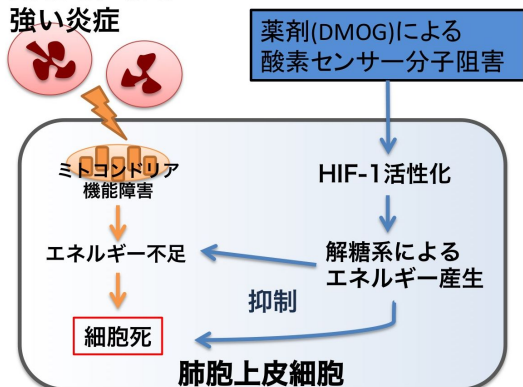 強い炎症
薬剤(DMOG)による
酸素センサー分子阻害
ミトコンドリア
機能障害
HIF-1活性化
エネルギー不足
解糖系による
エネルギー産生
抑制
細胞死
肺胞上皮細胞